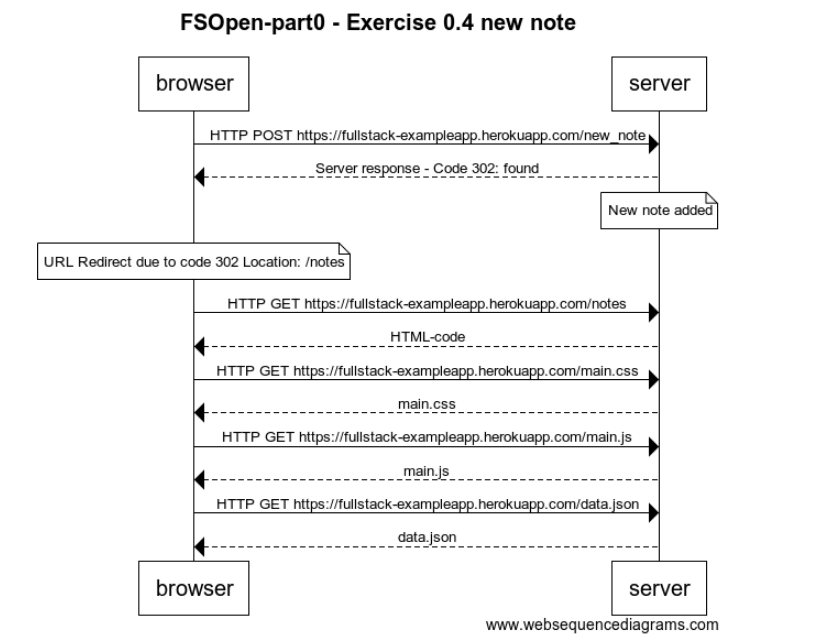 FSOpen-part0 - Exercise 0.4 new note
browser
server
HTTP POST https://fullstack-exampleapp.herokuapp.com/new_note
Server response - Code 302: found
New note added
URL Redirect due to code 302 Location: /notes
HTTP GET https://fullstack-exampleapp.herokuapp.com/notes
HTML-code
HTTP GET https://fullstack-exampleapp.herokuapp.com/main.css
main.css
HTTP GET https://fullstack-exampleapp.herokuapp.com/main.js
main.js
HTTP GET https://fullstack-exampleapp.herokuapp.com/data.json
data.json
browser
server
www.websequencediagrams.com